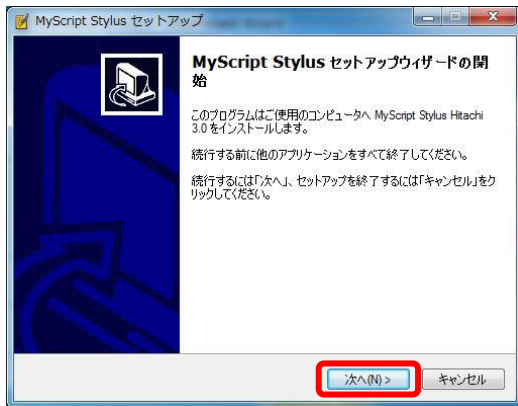 MyScript Stylus セットアップ
MyScript Stylus セットアップウィザードの開
始
このプログラムはご使用のコンピュータへ MyScript Stylus Hitachi
3.0 をインストールします。
続行する前に他のアプリケーションをすべて終了してください。
続行するには「次へ」、セットアップを終了するには「キャンセル」をク
リックしてください。
次へ(N) >
キャンセル